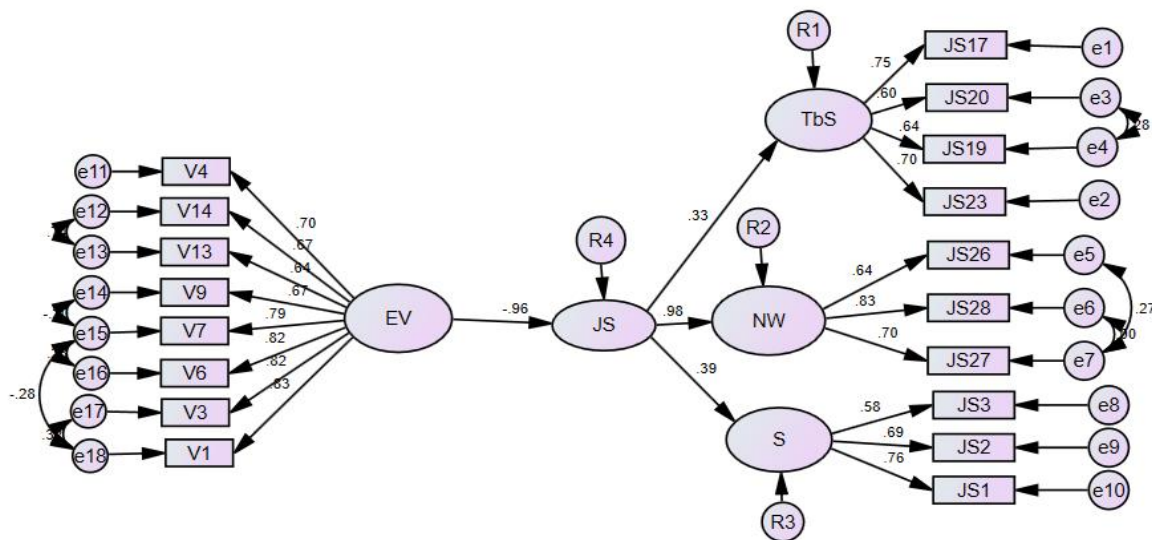 R1
JS17
e1
.75
JS20
e3
.60
TbS
.28
.64
JS19
e4
.70
JS23
e2
e11
V4
e12
V14
.70
.33
R4
R2
e13
V13
.67
.64
JS26
e5
.64
e14
V9
.67
.83
JS28
e6
.27
EV
-.96
JS
.98
NW
e15
V7
.79
.70
JS27
e7
.82
e16
V6
.82
.39
-.28
e17
V3
.83
.58
JS3
e8
S
.69
JS2
e9
e18
V1
.76
JS1
e10
R3